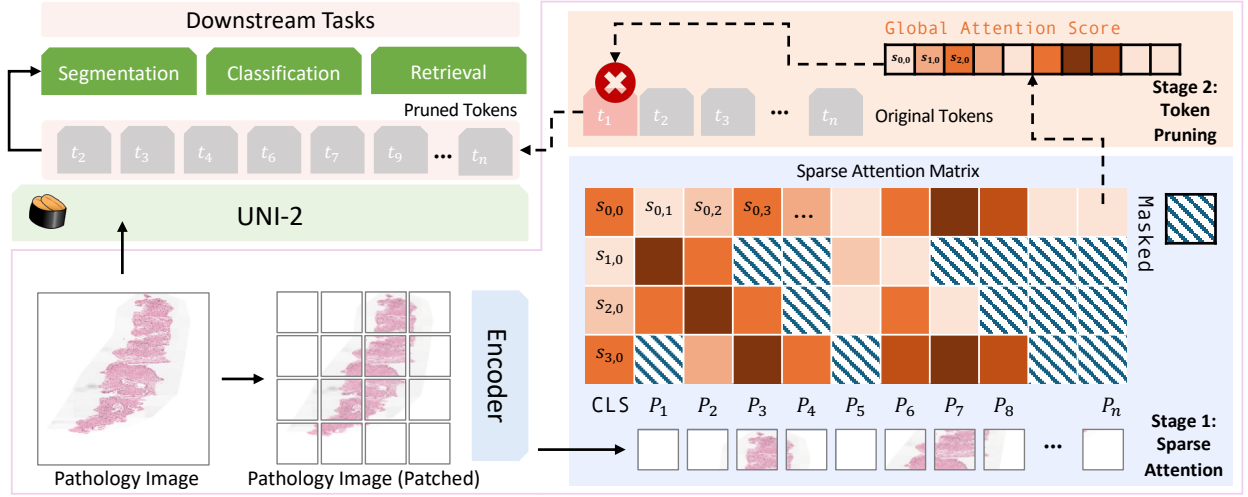 Downstream Tasks
Segmentation
Classification
Retrieval
Pruned Tokens
t2 t3 t4 t6 t7 t9 ... tn
UNI-2
Pathology Image
Pathology Image (Patched)
Encoder
Global Attention Score
s0,0 s1,0 s2,0
Stage 2:
Token
Pruning
t1 t2 t3 ... tn
Original Tokens
Sparse Attention Matrix
s0,0 s0,1 s0,2 s0,3 ...
s1,0
s2,0
s3,0
Masked
CLS P1 P2 P3 P4 P5 P6 P7 P8 Pn
...
Stage 1:
Sparse
Attention